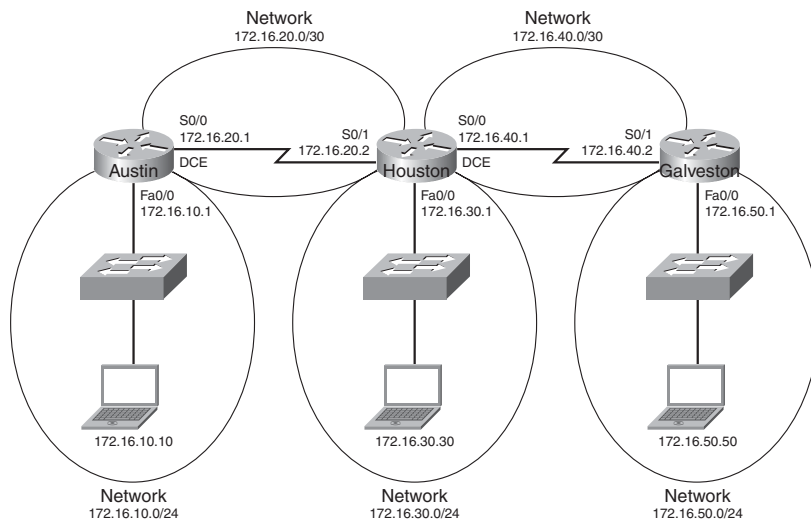 Network
172.16.20.0/30
Network
172.16.40.0/30
S0/0
172.16.20.1
S0/1
172.16.20.2
DCE
S0/0
172.16.40.1
S0/1
172.16.40.2
DCE
Austin
Houston
Galveston
Fa0/0
172.16.10.1
Fa0/0
172.16.30.1
Fa0/0
172.16.50.1
172.16.10.10
172.16.30.30
172.16.50.50
Network
172.16.10.0/24
Network
172.16.30.0/24
Network
172.16.50.0/24